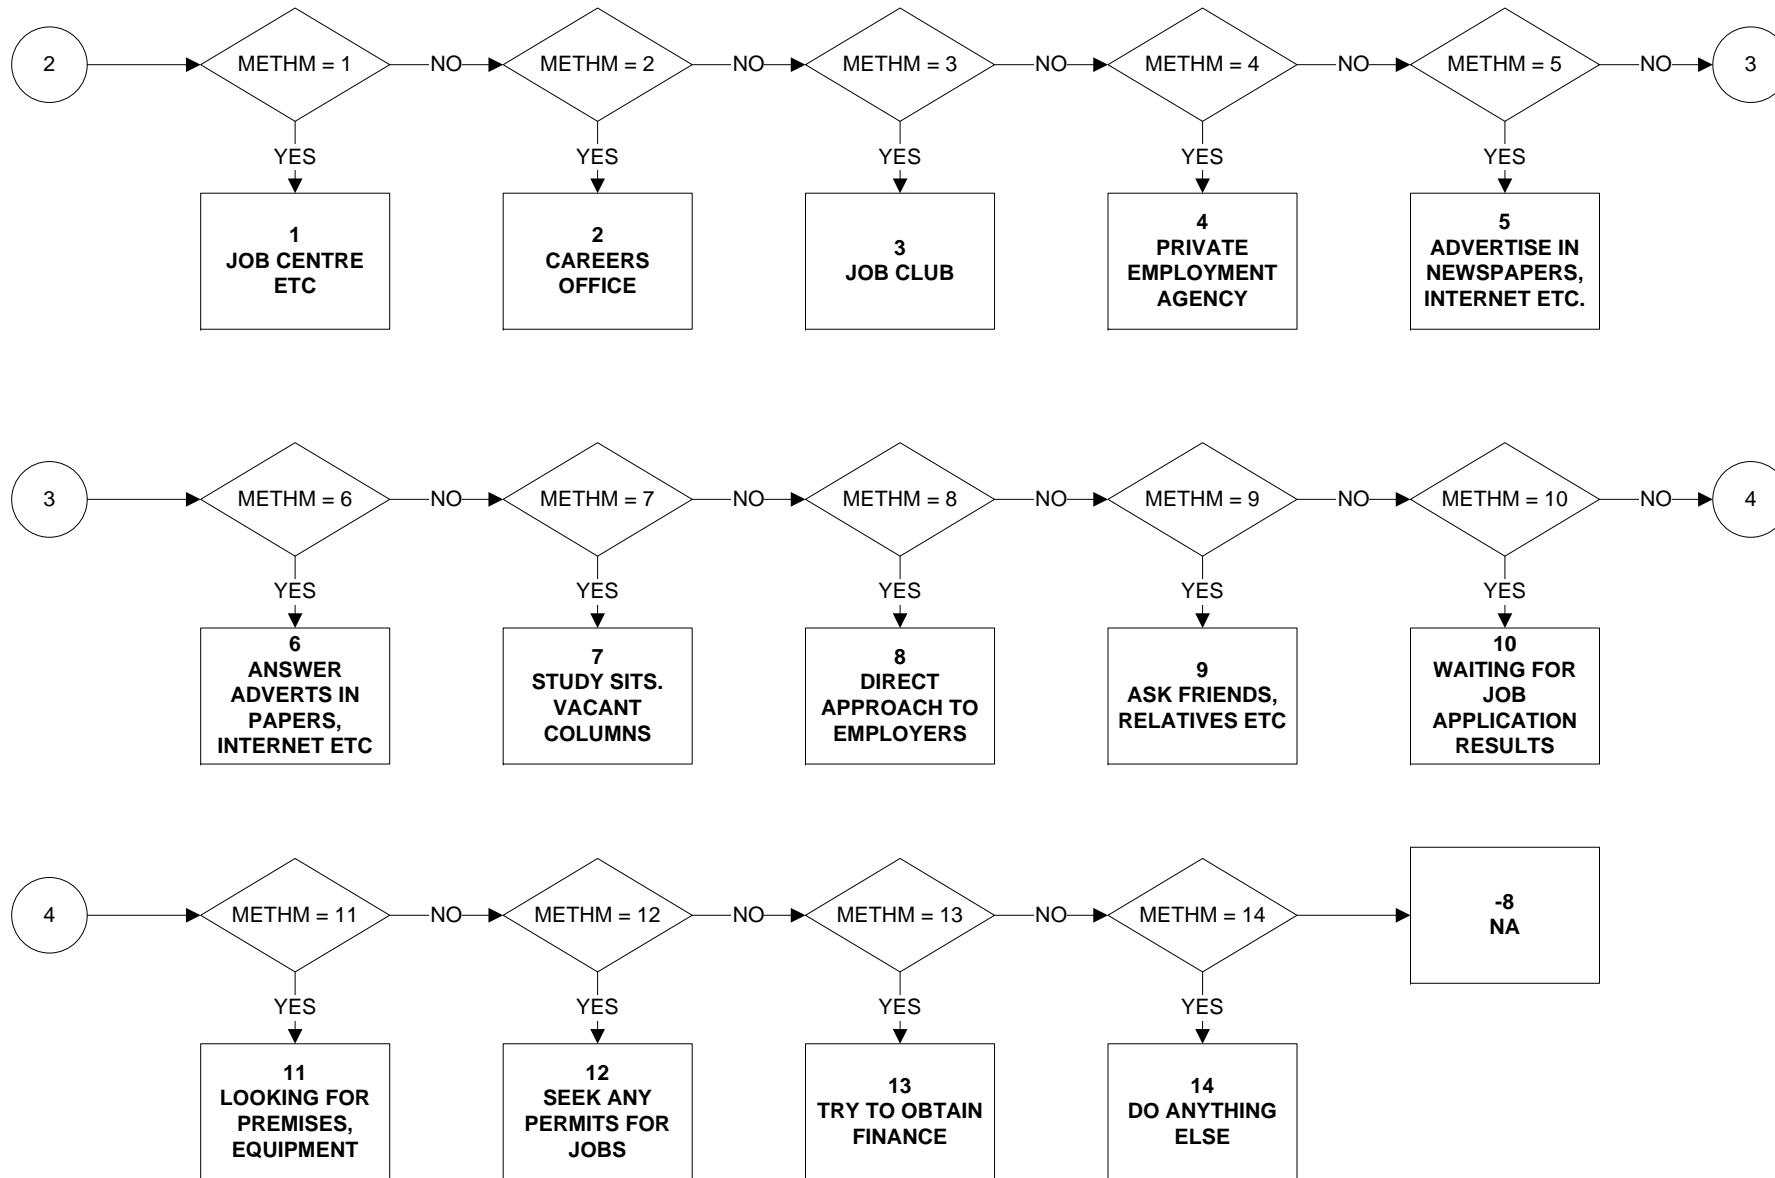 2
METHM = 1
NO
METHM = 2
NO
METHM = 3
NO
METHM = 4
NO
METHM = 5
NO
3
YES
YES
YES
YES
YES
1
JOB CENTRE
ETC
2
CAREERS
OFFICE
3
JOB CLUB
4
PRIVATE
EMPLOYMENT
AGENCY
5
ADVERTISE IN
NEWSPAPERS,
INTERNET ETC.
3
METHM = 6
NO
METHM = 7
NO
METHM = 8
NO
METHM = 9
NO
METHM = 10
NO
4
YES
YES
YES
YES
YES
6
ANSWER
ADVERTS IN
PAPERS,
INTERNET ETC
7
STUDY SITS.
VACANT
COLUMNS
8
DIRECT
APPROACH TO
EMPLOYERS
9
ASK FRIENDS,
RELATIVES ETC
10
WAITING FOR
JOB
APPLICATION
RESULTS
4
METHM = 11
NO
METHM = 12
NO
METHM = 13
NO
METHM = 14
-8
NA
YES
YES
YES
YES
11
LOOKING FOR
PREMISES,
EQUIPMENT
12
SEEK ANY
PERMITS FOR
JOBS
13
TRY TO OBTAIN
FINANCE
14
DO ANYTHING
ELSE